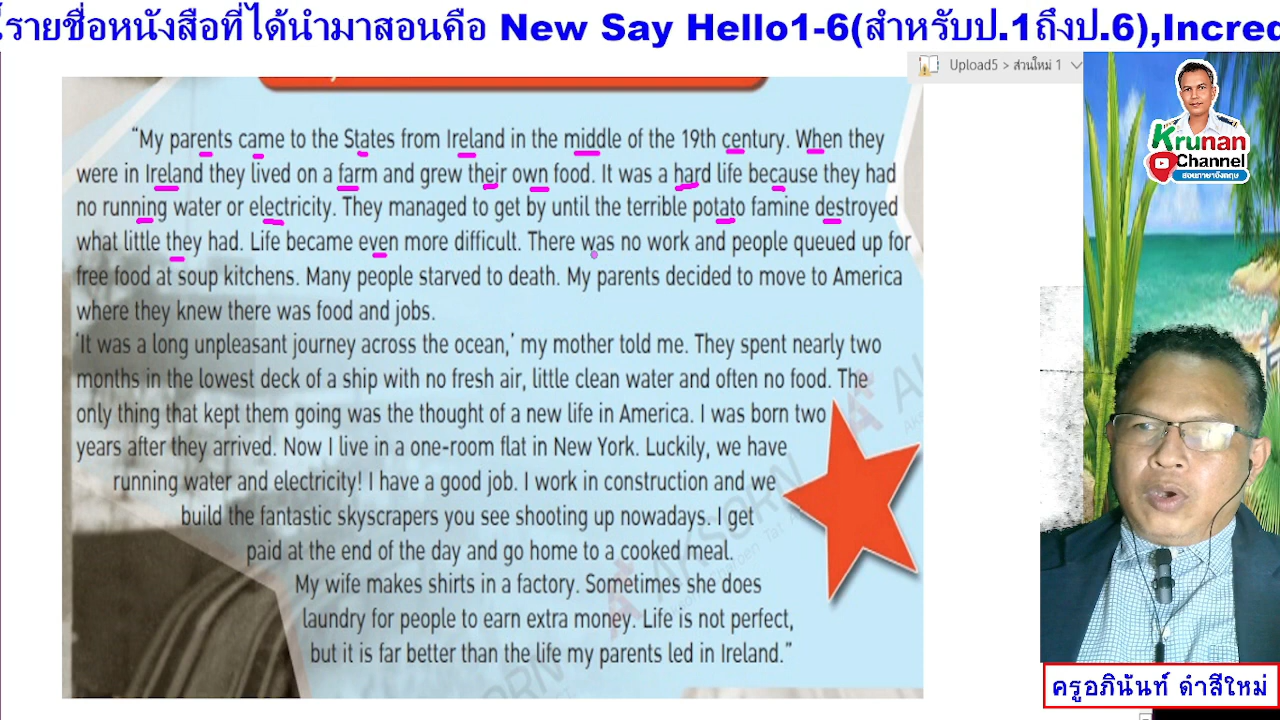 รายชื่อหนังสือที่ได้นำมาสอนคือ New Say Hello1-6(สำหรับป.1ถึงป.6),Incred
Upload5 > ส่วนใหม่ 1
Krunan
Channel
สอนภาษาอังกฤษ
“My parents came to the States from Ireland in the middle of the 19th century. When they
were in Ireland they lived on a farm and grew their own food. It was a hard life because they had
no running water or electricity. They managed to get by until the terrible potato famine destroyed
what little they had. Life became even more difficult. There was no work and people queued up for
free food at soup kitchens. Many people starved to death. My parents decided to move to America
where they knew there was food and jobs.
‘It was a long unpleasant journey across the ocean,’ my mother told me. They spent nearly two
months in the lowest deck of a ship with no fresh air, little clean water and often no food. The
only thing that kept them going was the thought of a new life in America. I was born two
years after they arrived. Now I live in a one-room flat in New York. Luckily, we have
running water and electricity! I have a good job. I work in construction and we
build the fantastic skyscrapers you see shooting up nowadays. I get
paid at the end of the day and go home to a cooked meal.
My wife makes shirts in a factory. Sometimes she does
laundry for people to earn extra money. Life is not perfect,
but it is far better than the life my parents led in Ireland.”
ครูอภินันท์ ดำสีใหม่